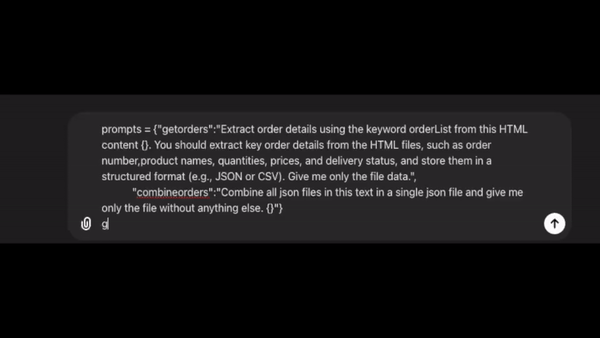 prompts = {"getorders":"Extract order details using the keyword orderList from this HTML
content {}. You should extract key order details from the HTML files, such as order
number,product names, quantities, prices, and delivery status, and store them in a
structured format (e.g., JSON or CSV). Give me only the file data.",
"combineorders":"Combine all json files in this text in a single json file and give me
only the file without anything else. {}"}
g